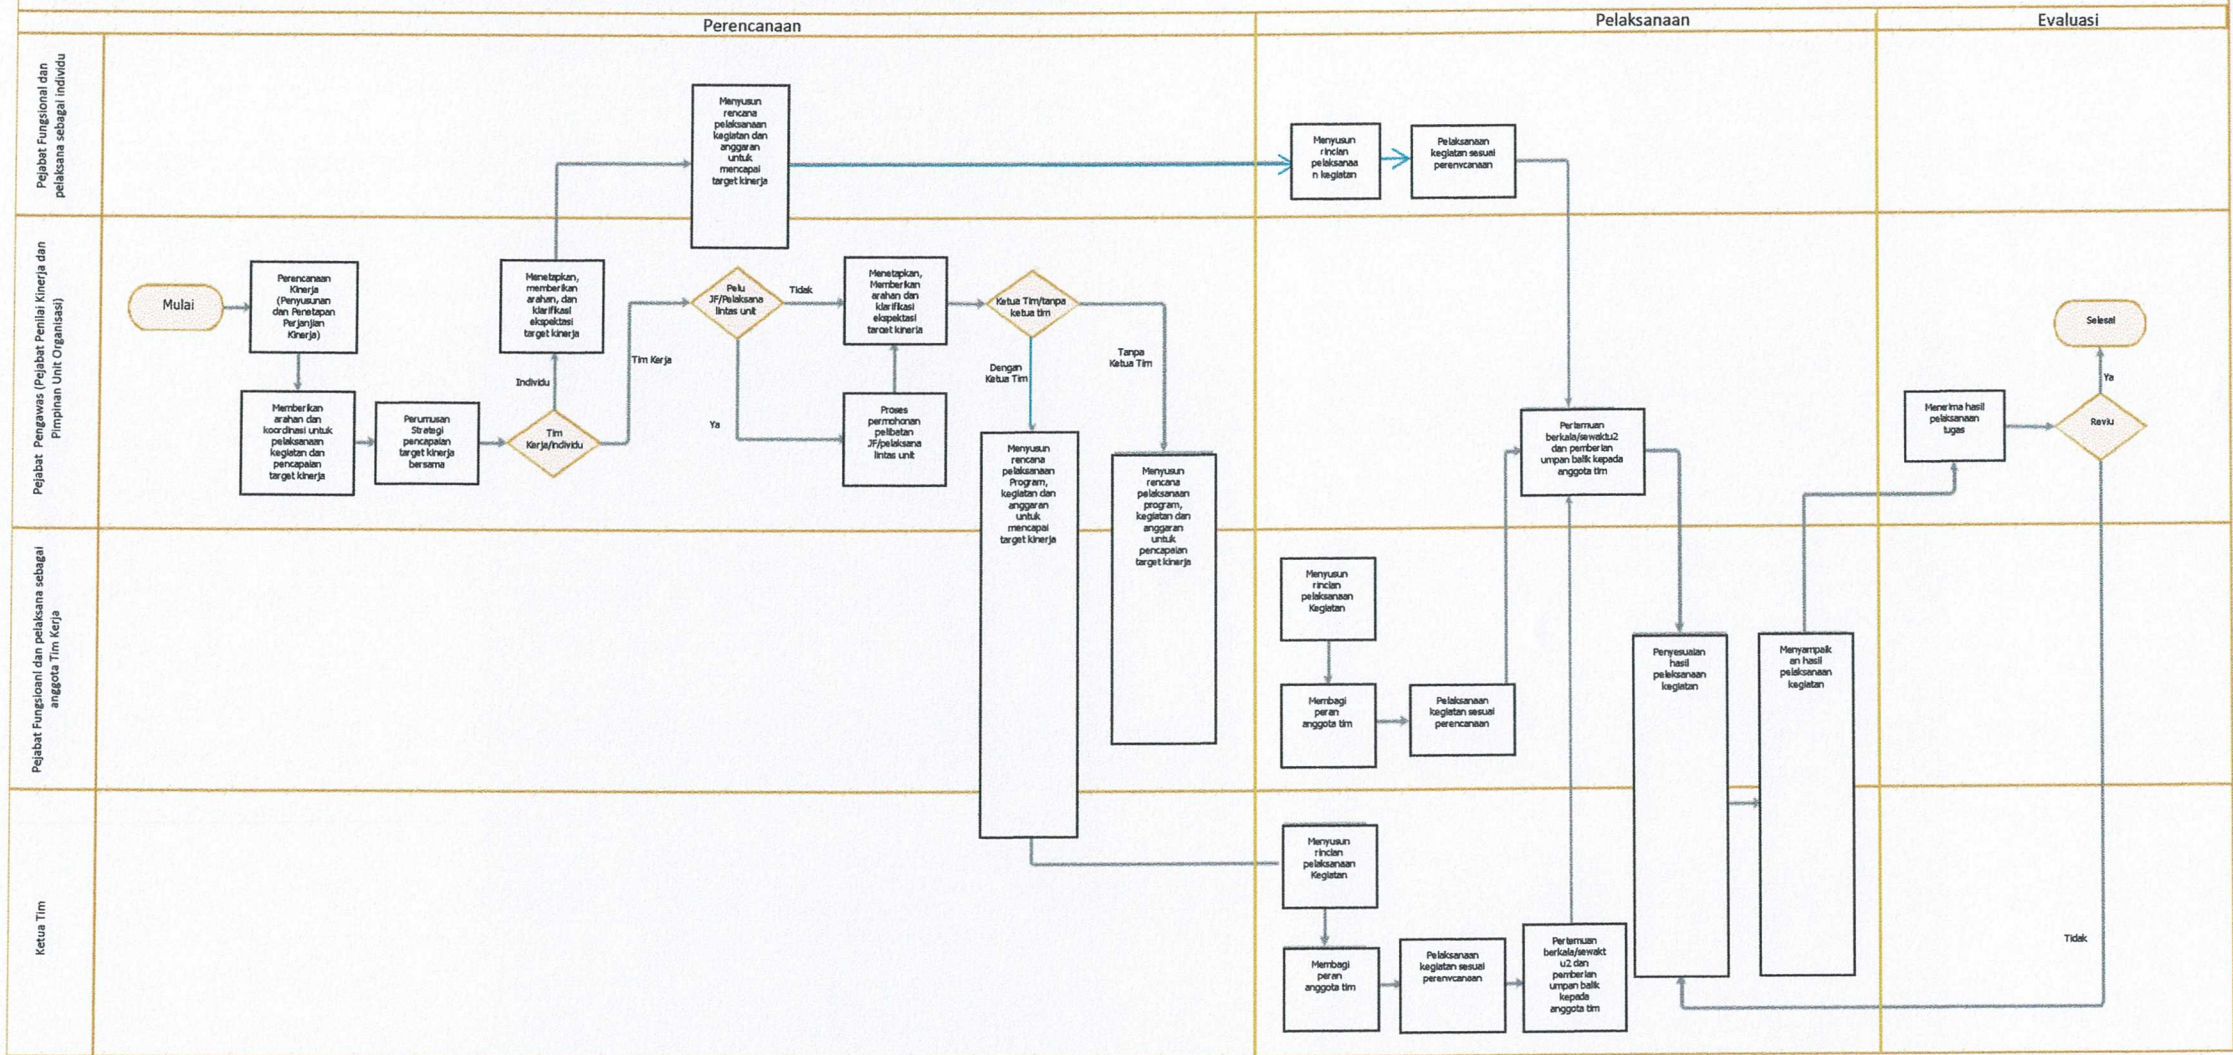 Perencanaan
Pelaksanaan
Evaluasi
Pejabat Fungsional dan
pelaksana sebagai individu
Menyusun
rencana
pelaksanaan
kegiatan dan
anggaran
untuk
mencapai
target kinerja
Menyusun
rincian
pelaksanaa
n kegiatan
Pelaksanaan
kegiatan sesuai
perenvcanaan
Pejabat Pengawas (Pejabat Penilai Kinerja dan
Pimpinan Unit Organisasi)
Mulai
Perencanaan
Kinerja
(Penyusunan
dan Penetapan
Perjanjian
Kinerja)
Memberikan
arahan dan
koordinasi untuk
pelaksanaan
kegiatan dan
pencapaian
target kinerja
Perumusan
Strategi
pencapaian
target kinerja
bersama
Menetapkan,
memberikan
arahan, dan
klarifikasi
ekspektasi
target kinerja
Individu
Tim
Kerja/individu
Tim Kerja
Pelu
JF/Pelaksana
lintas unit
Tidak
Ya
Menetapkan,
Memberikan
arahan dan
klarifikasi
ekspektasi
target kinerja
Proses
permohonan
pelibatan
JF/pelaksana
lintas unit
Ketua Tim/tanpa
ketua tim
Dengan
Ketua Tim
Tanpa
Ketua Tim
Menyusun
rencana
pelaksanaan
Program,
kegiatan dan
anggaran
untuk
mencapai
target kinerja
Menyusun
rencana
pelaksanaan
program,
kegiatan dan
anggaran
untuk
pencapaian
target kinerja
Pertemuan
berkala/sewaktu2
dan pemberian
umpan balik kepada
anggota tim
Menerima hasil
pelaksanaan
tugas
Selesai
Ya
Reviu
Pejabat Fungsioanl dan pelaksana sebagai
anggota Tim Kerja
Menyusun
rincian
pelaksanaan
Kegiatan
Membagi
peran
anggota tim
Pelaksanaan
kegiatan sesuai
perencanaan
Penyesuaian
hasil
pelaksanaan
kegiatan
Menyampaik
an hasil
pelaksanaan
kegiatan
Ketua Tim
Menyusun
rincian
pelaksanaan
Kegiatan
Membagi
peran
anggota tim
Pelaksanaan
kegiatan sesuai
perenvcanaan
Pertemuan
berkala/sewakt
u2 dan
pemberian
umpan balik
kepada
anggota tim
Tidak